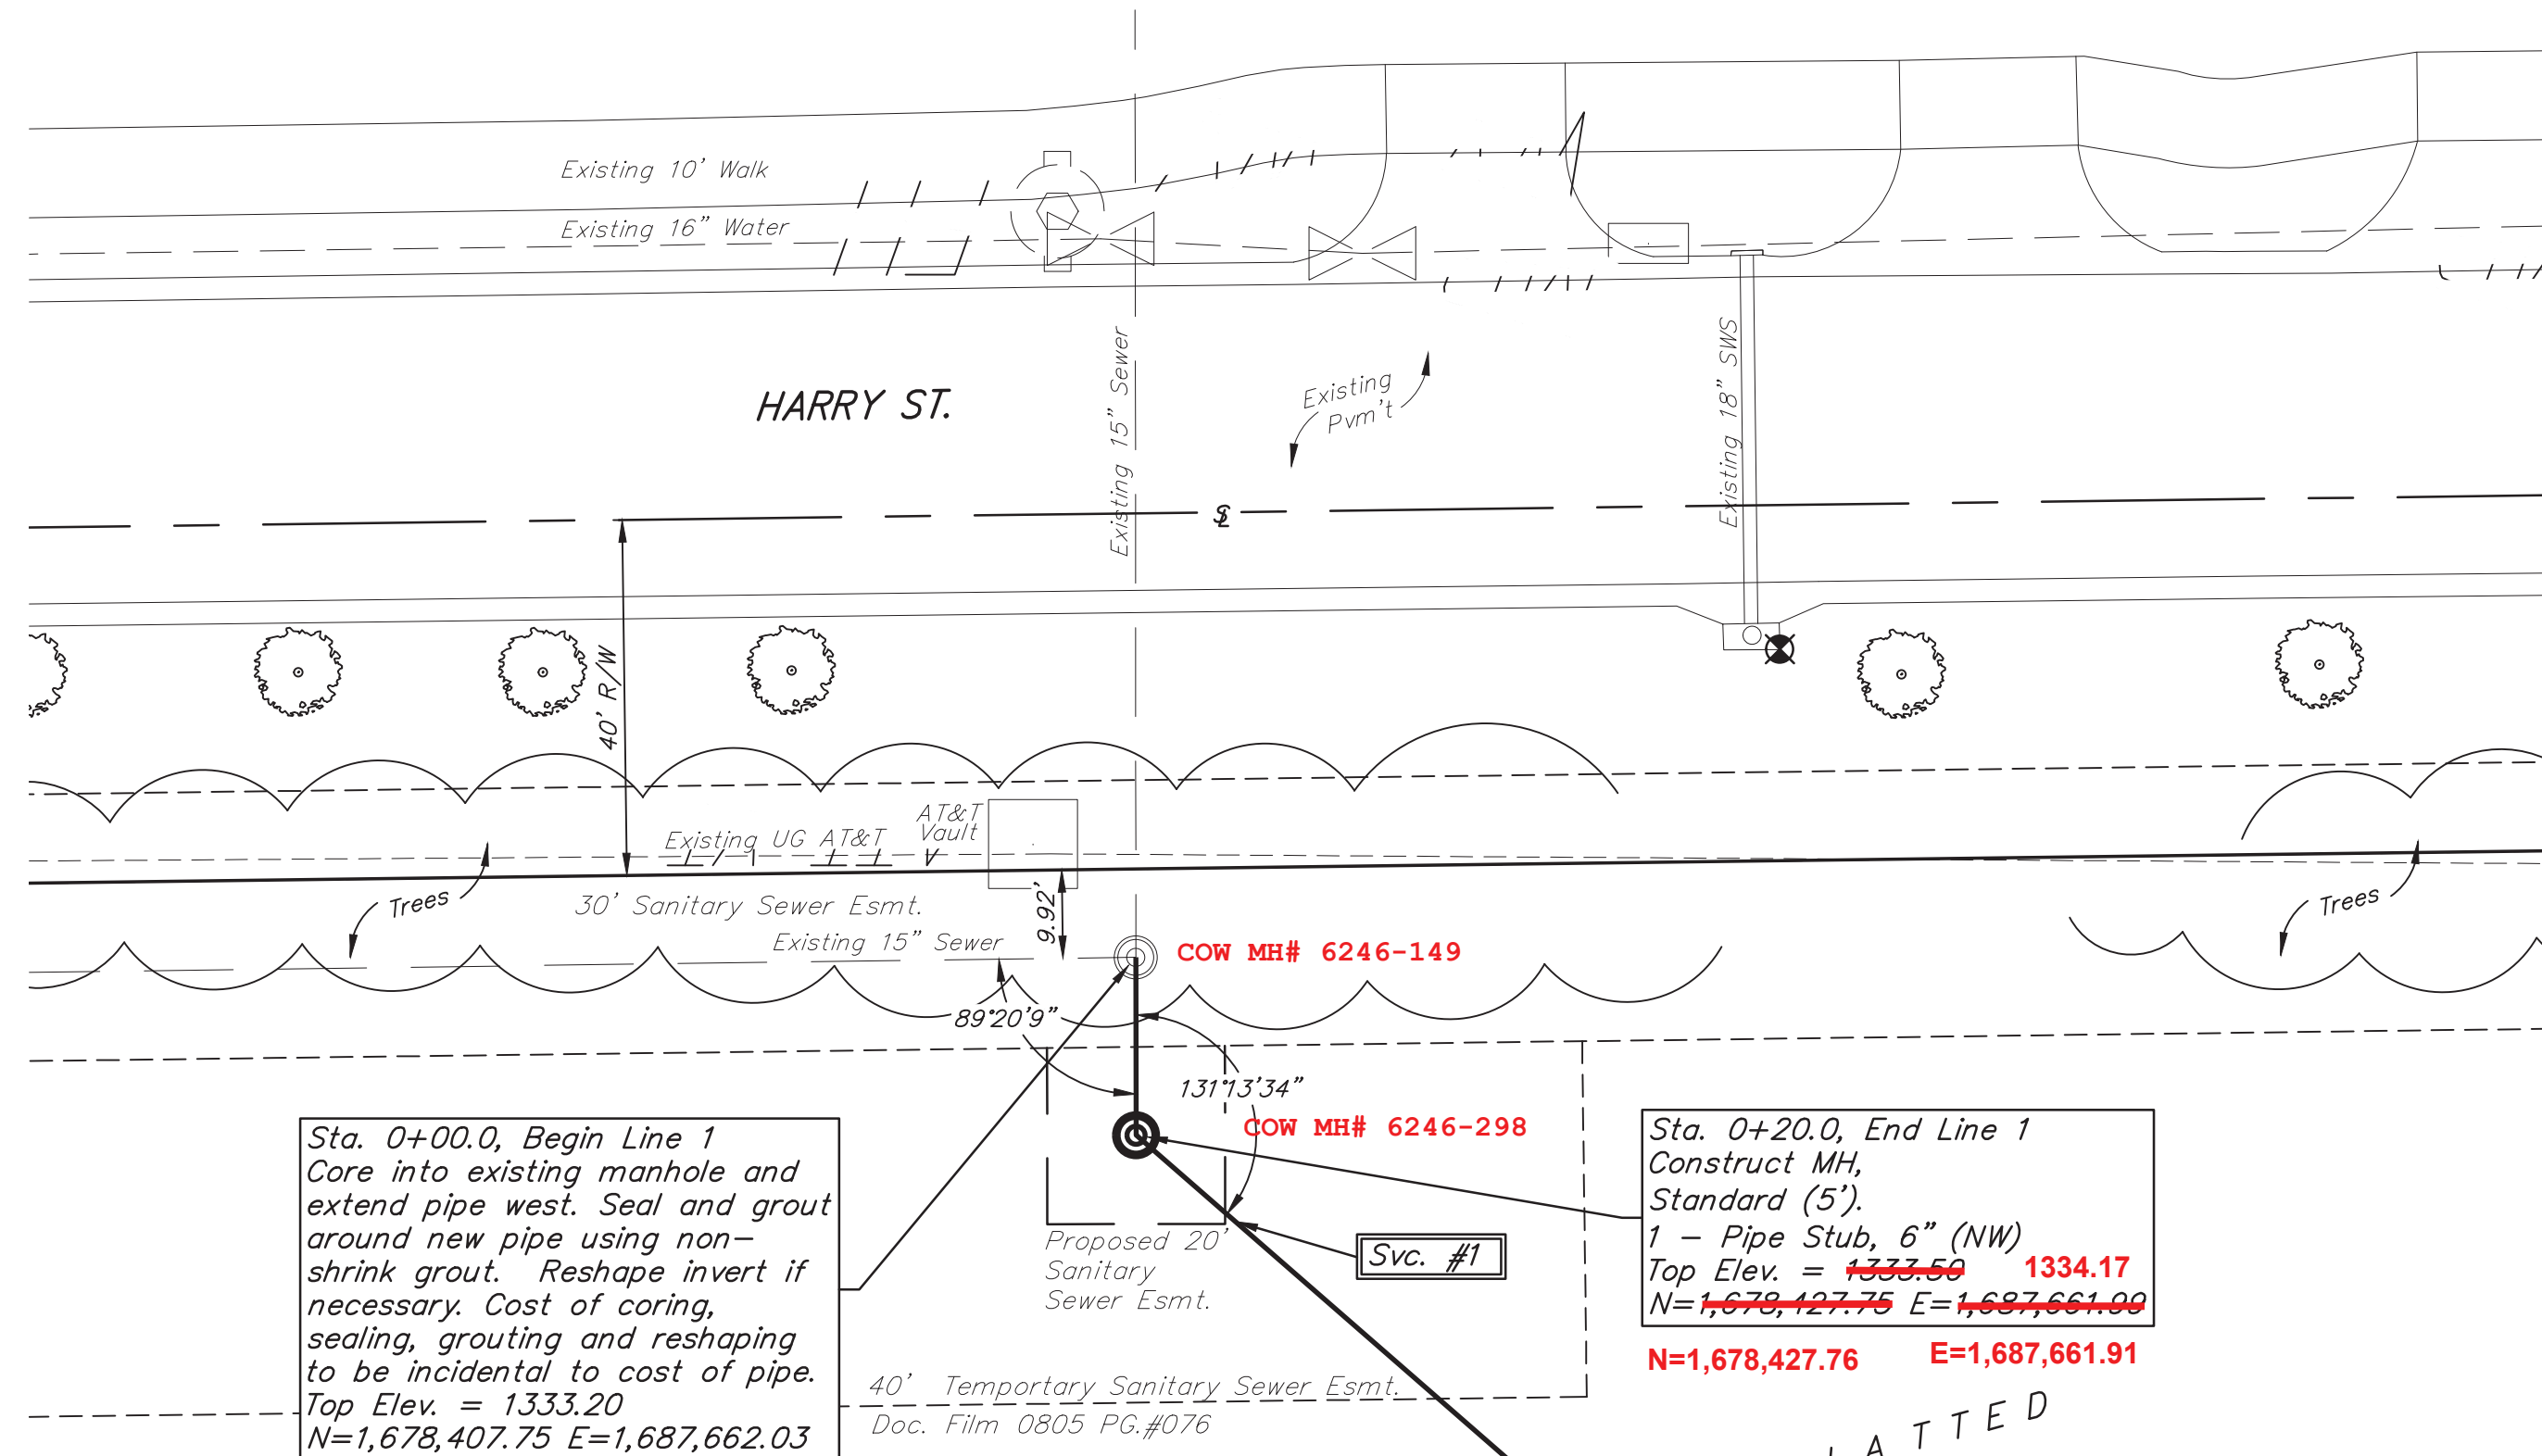 Existing 10' Walk
Existing 16" Water
HARRY ST.
Existing 15" Sewer
Existing
Pvm't
Existing 18" SWS
℄
40' R/W
AT&T
Vault
Existing UG AT&T
Trees
30' Sanitary Sewer Esmt.
9.92'
Existing 15" Sewer
COW MH# 6246-149
Trees
89°20'9"
131°13'34"
COW MH# 6246-298
Sta. 0+00.0, Begin Line 1
Core into existing manhole and
extend pipe west. Seal and grout
around new pipe using non-
shrink grout. Reshape invert if
necessary. Cost of coring,
sealing, grouting and reshaping
to be incidental to cost of pipe.
Top Elev. = 1333.20
N=1,678,407.75 E=1,687,662.03
Proposed 20'
Sanitary
Sewer Esmt.
Svc. #1
Sta. 0+20.0, End Line 1
Construct MH,
Standard (5').
1 - Pipe Stub, 6" (NW)
Top Elev. = 1333.50 1334.17
N=1,678,427.75 E=1,687,661.99
N=1,678,427.76 E=1,687,661.91
40' Temportary Sanitary Sewer Esmt.
Doc. Film 0805 PG.#076
LATTED